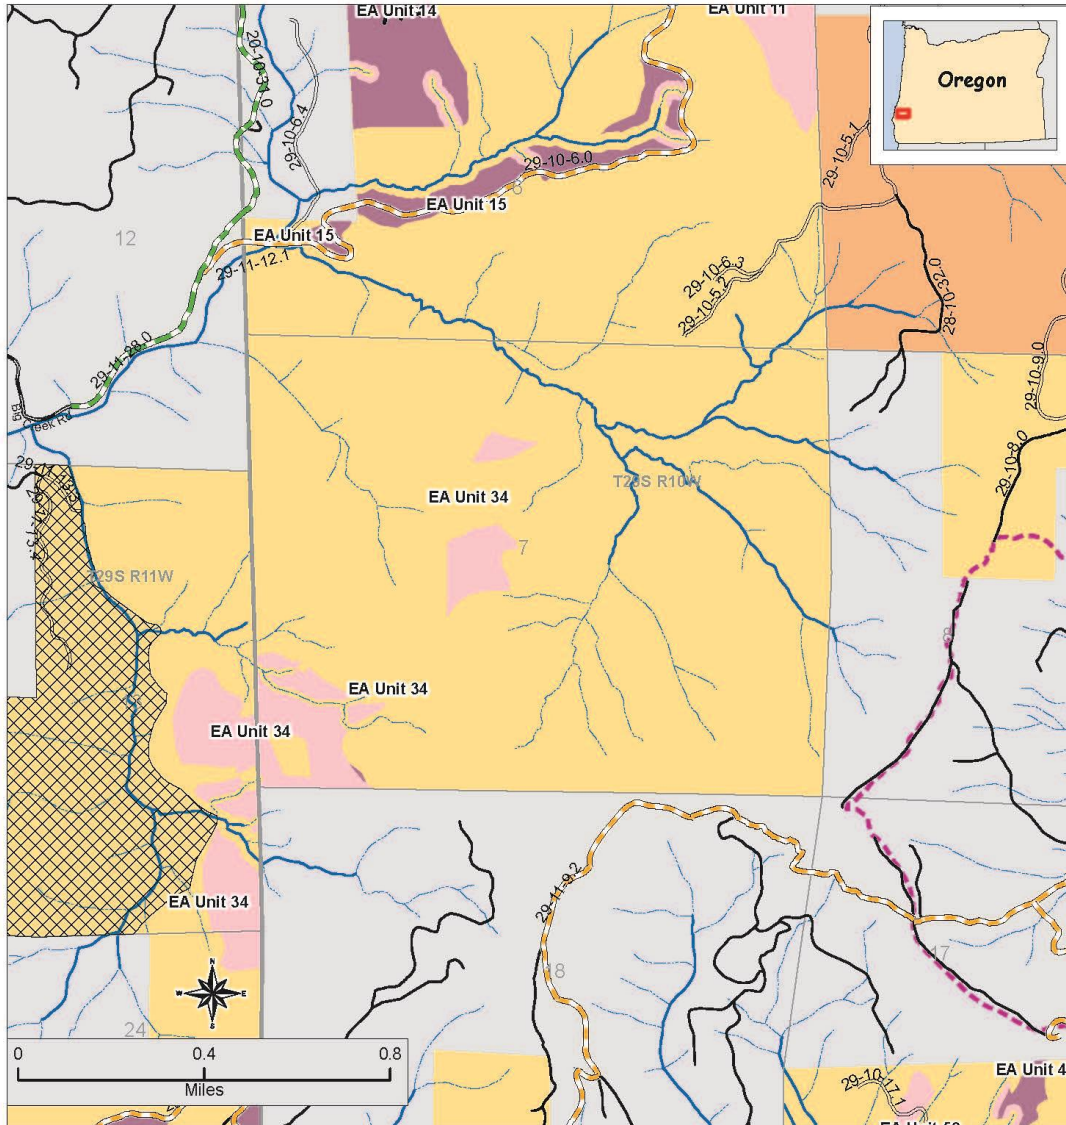 EA Unit 14
EA Unit 11
Oregon
29-10-6.4
29-10-5.1
29-10-6.0
6
EA Unit 15
EA Unit 15
12
29-11-12.1
29-10-6.3
29-10-5.2
28-10-32.0
29-11-28.0
29-10-9.0
29-10-8.0
EA Unit 34
T29S R10W
7
T29S R11W
8
EA Unit 34
EA Unit 34
29-11-9.2
EA Unit 34
17
18
N
W E
S
24
0 0.4 0.8
Miles
EA Unit 4
29-10-17.1